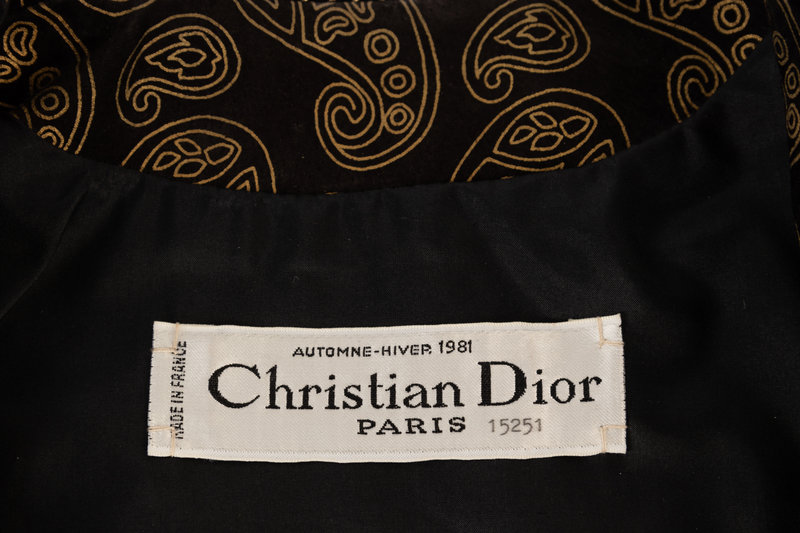 AUTOMNE-HIVER 1981
MADE IN FRANCE
Christian Dior
PARIS 15251